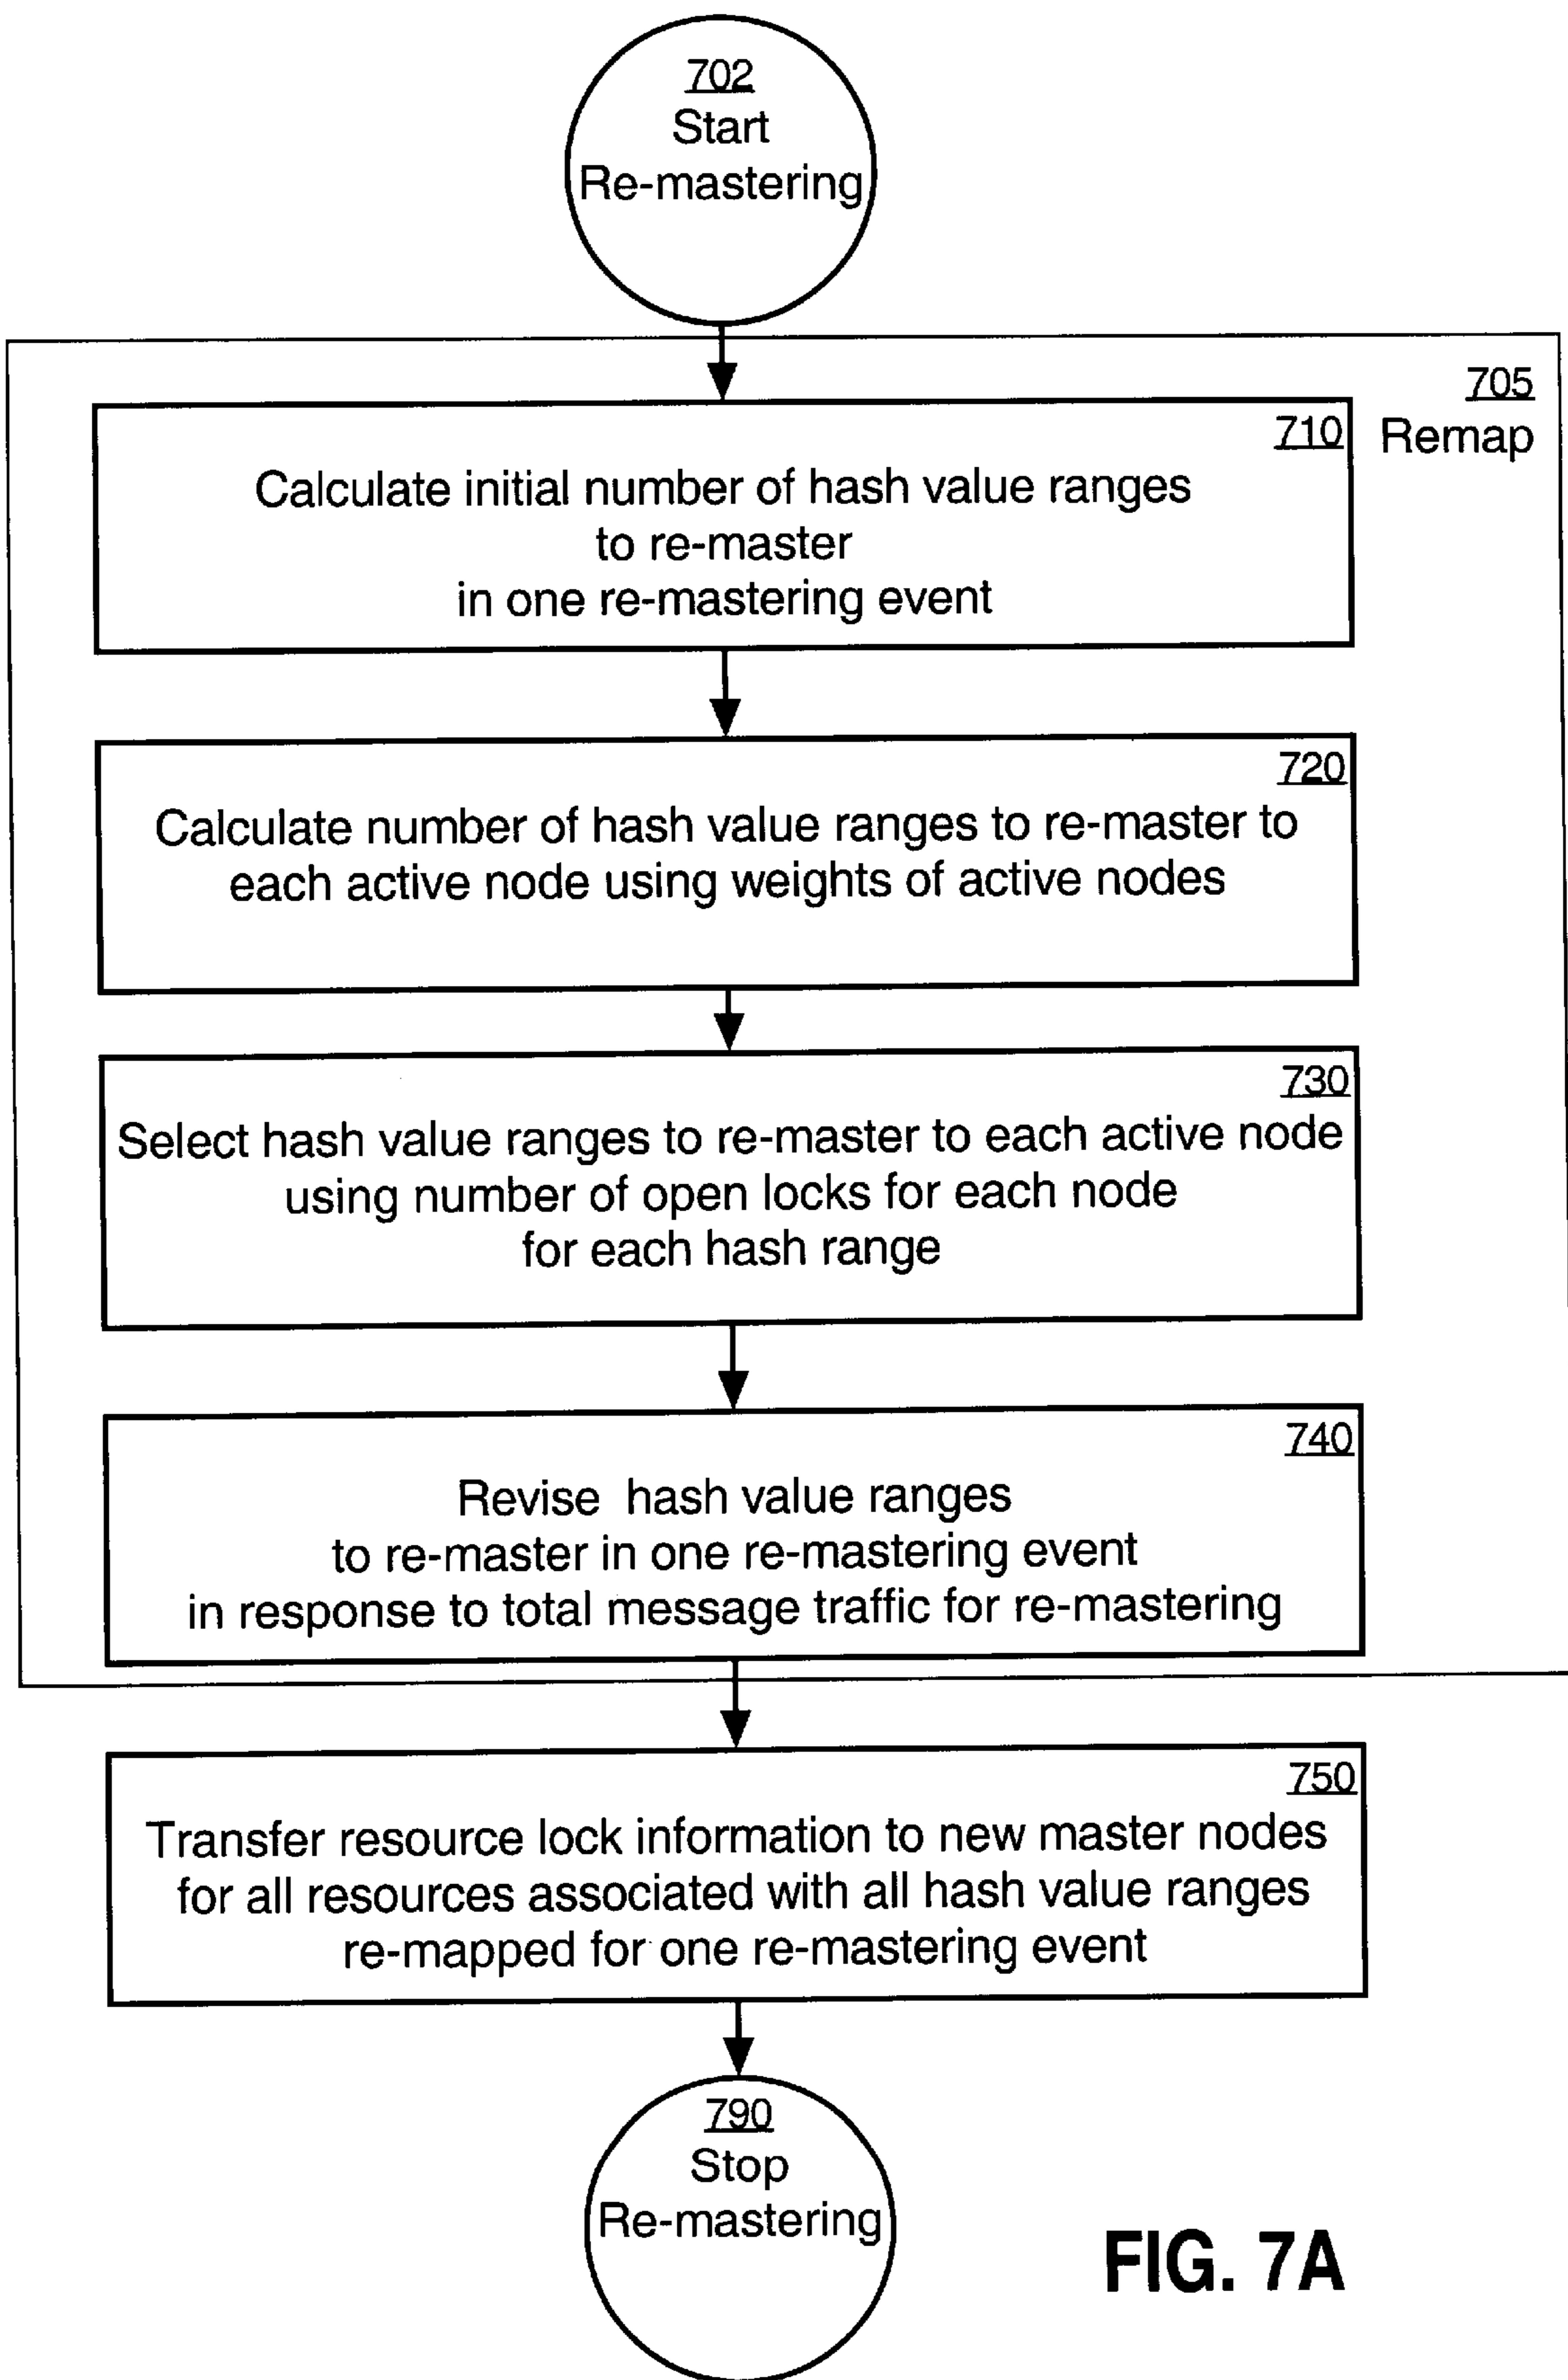 702
Start
Re-mastering
705
Remap
710
Calculate initial number of hash value ranges
to re-master
in one re-mastering event
720
Calculate number of hash value ranges to re-master to
each active node using weights of active nodes
730
Select hash value ranges to re-master to each active node
using number of open locks for each node
for each hash range
740
Revise hash value ranges
to re-master in one re-mastering event
in response to total message traffic for re-mastering
750
Transfer resource lock information to new master nodes
for all resources associated with all hash value ranges
re-mapped for one re-mastering event
790
Stop
Re-mastering
FIG. 7A